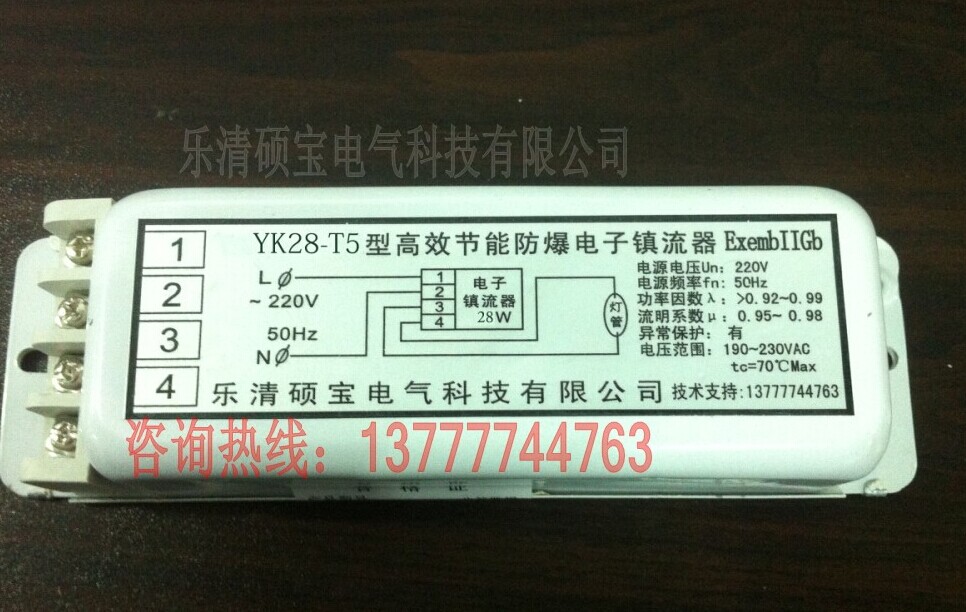 乐清硕宝电气科技有限公司
YK28-T5型高效节能防爆电子镇流器 ExembIIGb
1
2
3
4
L
~ 220V
50Hz
N
1
2
3
4
电子
镇流器
28W
灯管
电源电压Un: 220V
电源频率fn: 50Hz
功率因数λ: >0.92~0.99
流明系数μ: 0.95~ 0.98
异常保护: 有
电压范围: 190~230VAC
tc=70℃Max
乐清硕宝电气科技有限公司 技术支持:13777744763
咨询热线：13777744763